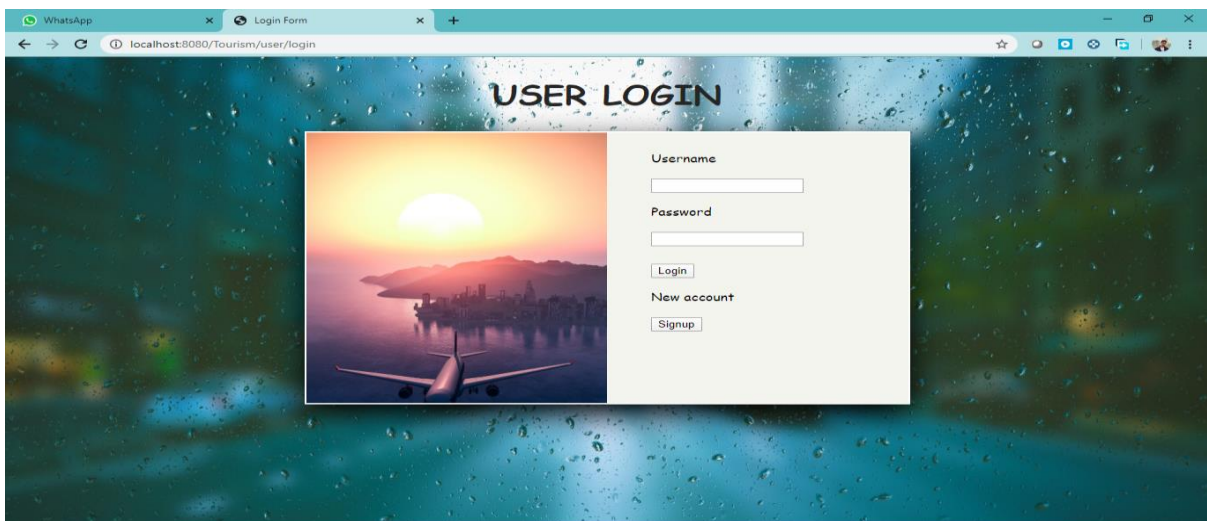 WhatsApp
Login Form
localhost:8080/Tourism/user/login
USER LOGIN
Username
Password
Login
New account
Signup